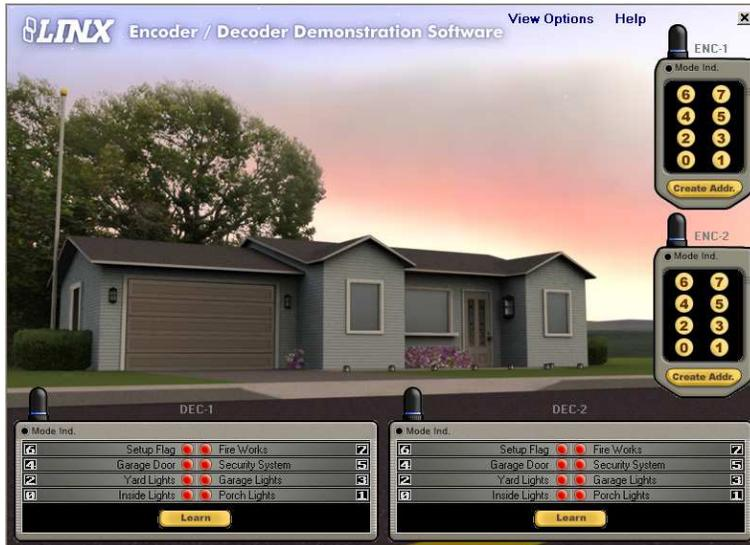 LINX Encoder / Decoder Demonstration Software
View Options Help X
ENC-1
Mode Ind.
6 7
4 5
2 3
0 1
Create Addr.
ENC-2
Mode Ind.
6 7
4 5
2 3
0 1
Create Addr.
DEC-1
Mode Ind.
6 Setup Flag Fire Works 7
4 Garage Door Security System 5
2 Yard Lights Garage Lights 3
0 Inside Lights Porch Lights 1
Learn
DEC-2
Mode Ind.
6 Setup Flag Fire Works 7
4 Garage Door Security System 5
2 Yard Lights Garage Lights 3
0 Inside Lights Porch Lights 1
Learn